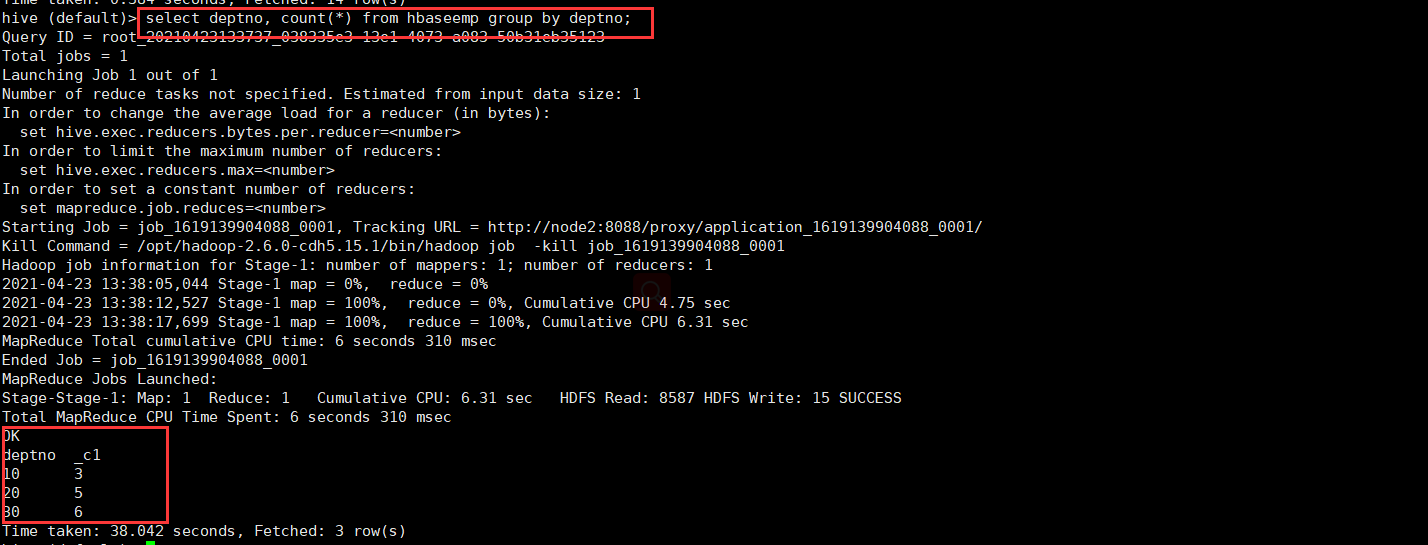 Time taken: 0.384 seconds, Fetched: 14 row(s)
hive (default)> select deptno, count(*) from hbaseemp group by deptno;
Query ID = root_20210423133737_038335e3-13c1-4073-a083-50b31eb35123
Total jobs = 1
Launching Job 1 out of 1
Number of reduce tasks not specified. Estimated from input data size: 1
In order to change the average load for a reducer (in bytes):
  set hive.exec.reducers.bytes.per.reducer=<number>
In order to limit the maximum number of reducers:
  set hive.exec.reducers.max=<number>
In order to set a constant number of reducers:
  set mapreduce.job.reduces=<number>
Starting Job = job_1619139904088_0001, Tracking URL = http://node2:8088/proxy/application_1619139904088_0001/
Kill Command = /opt/hadoop-2.6.0-cdh5.15.1/bin/hadoop job  -kill job_1619139904088_0001
Hadoop job information for Stage-1: number of mappers: 1; number of reducers: 1
2021-04-23 13:38:05,044 Stage-1 map = 0%,  reduce = 0%
2021-04-23 13:38:12,527 Stage-1 map = 100%,  reduce = 0%, Cumulative CPU 4.75 sec
2021-04-23 13:38:17,699 Stage-1 map = 100%,  reduce = 100%, Cumulative CPU 6.31 sec
MapReduce Total cumulative CPU time: 6 seconds 310 msec
Ended Job = job_1619139904088_0001
MapReduce Jobs Launched:
Stage-Stage-1: Map: 1  Reduce: 1   Cumulative CPU: 6.31 sec   HDFS Read: 8587 HDFS Write: 15 SUCCESS
Total MapReduce CPU Time Spent: 6 seconds 310 msec
OK
deptno  _c1
10      3
20      5
30      6
Time taken: 38.042 seconds, Fetched: 3 row(s)